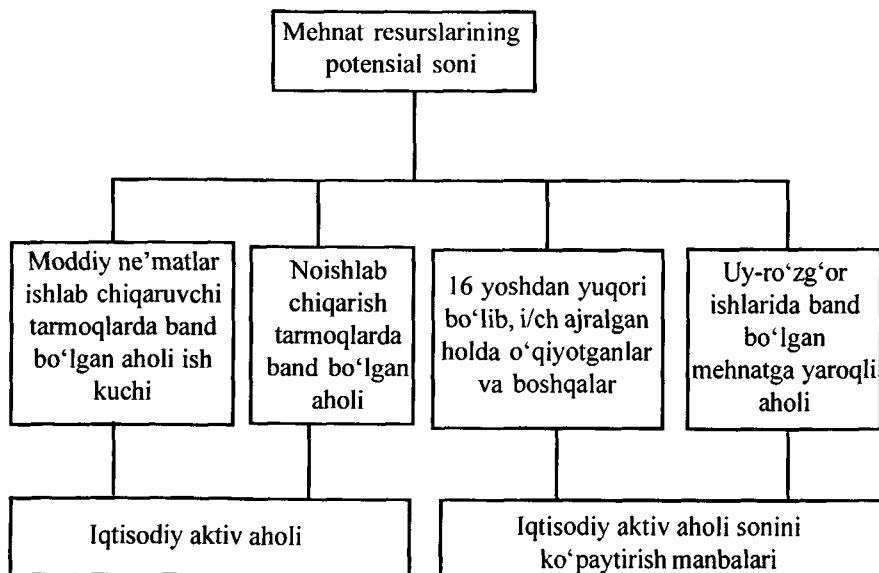 Mehnat resurslarining
potensial soni
Moddiy ne’matlar
ishlab chiqaruvchi
tarmoqlarda band
bo‘lgan aholi ish
kuchi
Noishlab
chiqarish
tarmoqlarda
band bo‘lgan
aholi
16 yoshdan yuqori
bo‘lib, i/ch ajralgan
holda o‘qiyotganlar
va boshqalar
Uy-ro‘zg‘or
ishlarida band
bo‘lgan
mehnatga yaroqli
aholi
Iqtisodiy aktiv aholi
Iqtisodiy aktiv aholi sonini
ko‘paytirish manbalari